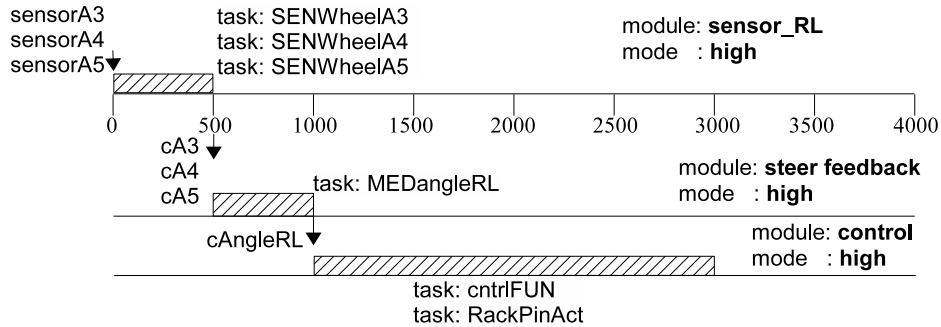 sensorA3
sensorA4
sensorA5
task: SENWheelA3
task: SENWheelA4
task: SENWheelA5
module: sensor_RL
mode : high
0 500 1000 1500 2000 2500 3000 3500 4000
cA3
cA4
cA5
task: MEDangleRL
module: steer feedback
mode : high
cAngleRL
module: control
mode : high
task: cntrlFUN
task: RackPinAct